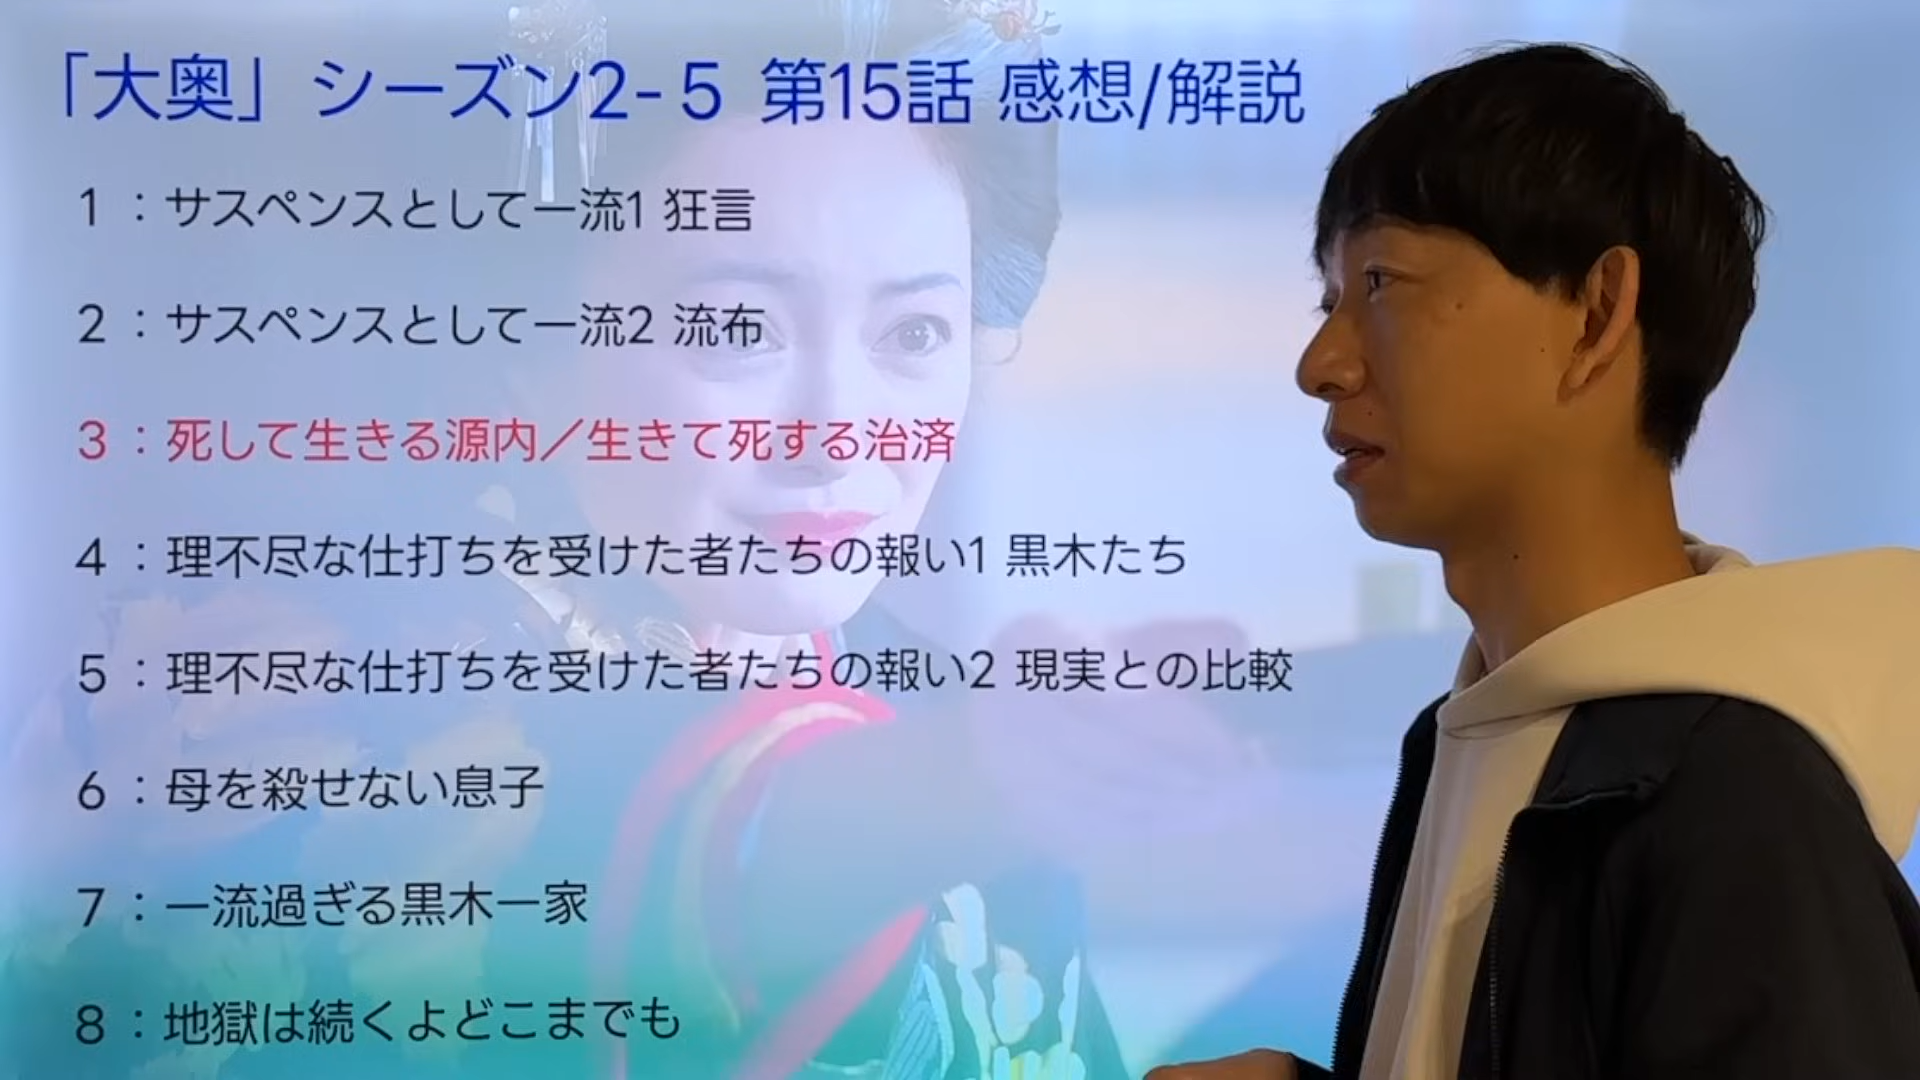 「大奥」シーズン2-5 第15話 感想/解説
1：サスペンスとして一流1 狂言
2：サスペンスとして一流2 流布
3：死して生きる源内／生きて死する治済
4：理不尽な仕打ちを受けた者たちの報い1 黒木たち
5：理不尽な仕打ちを受けた者たちの報い2 現実との比較
6：母を殺せない息子
7：一流過ぎる黒木一家
8：地獄は続くよどこまでも